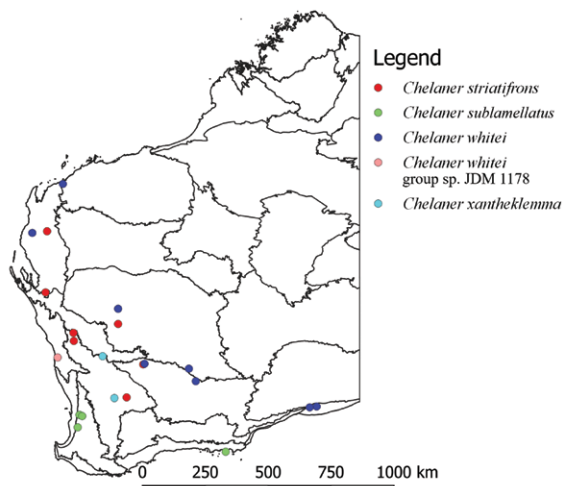 Legend
Chelaner striatifrons
Chelaner sublamellatus
Chelaner whitei
Chelaner whitei
group sp. JDM 1178
Chelaner xantheklemma
0 250 500 750 1000 km